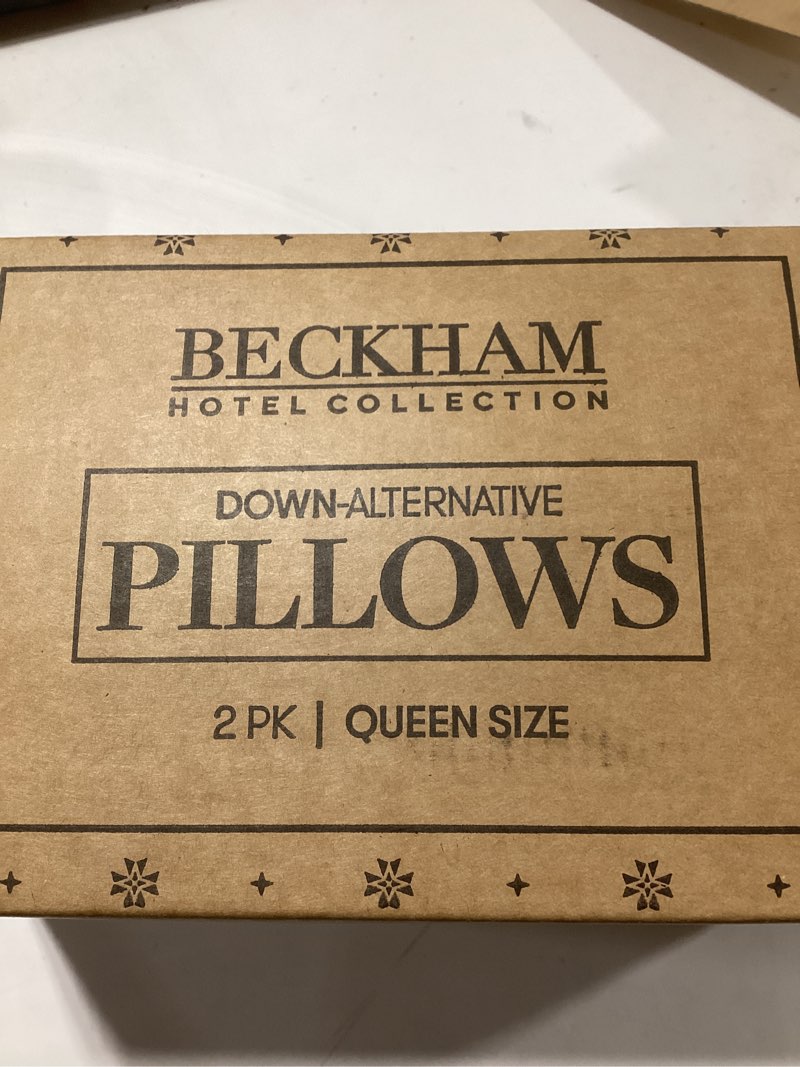 BECKHAM
HOTEL COLLECTION
DOWN-ALTERNATIVE
PILLOWS
2 PK | QUEEN SIZE